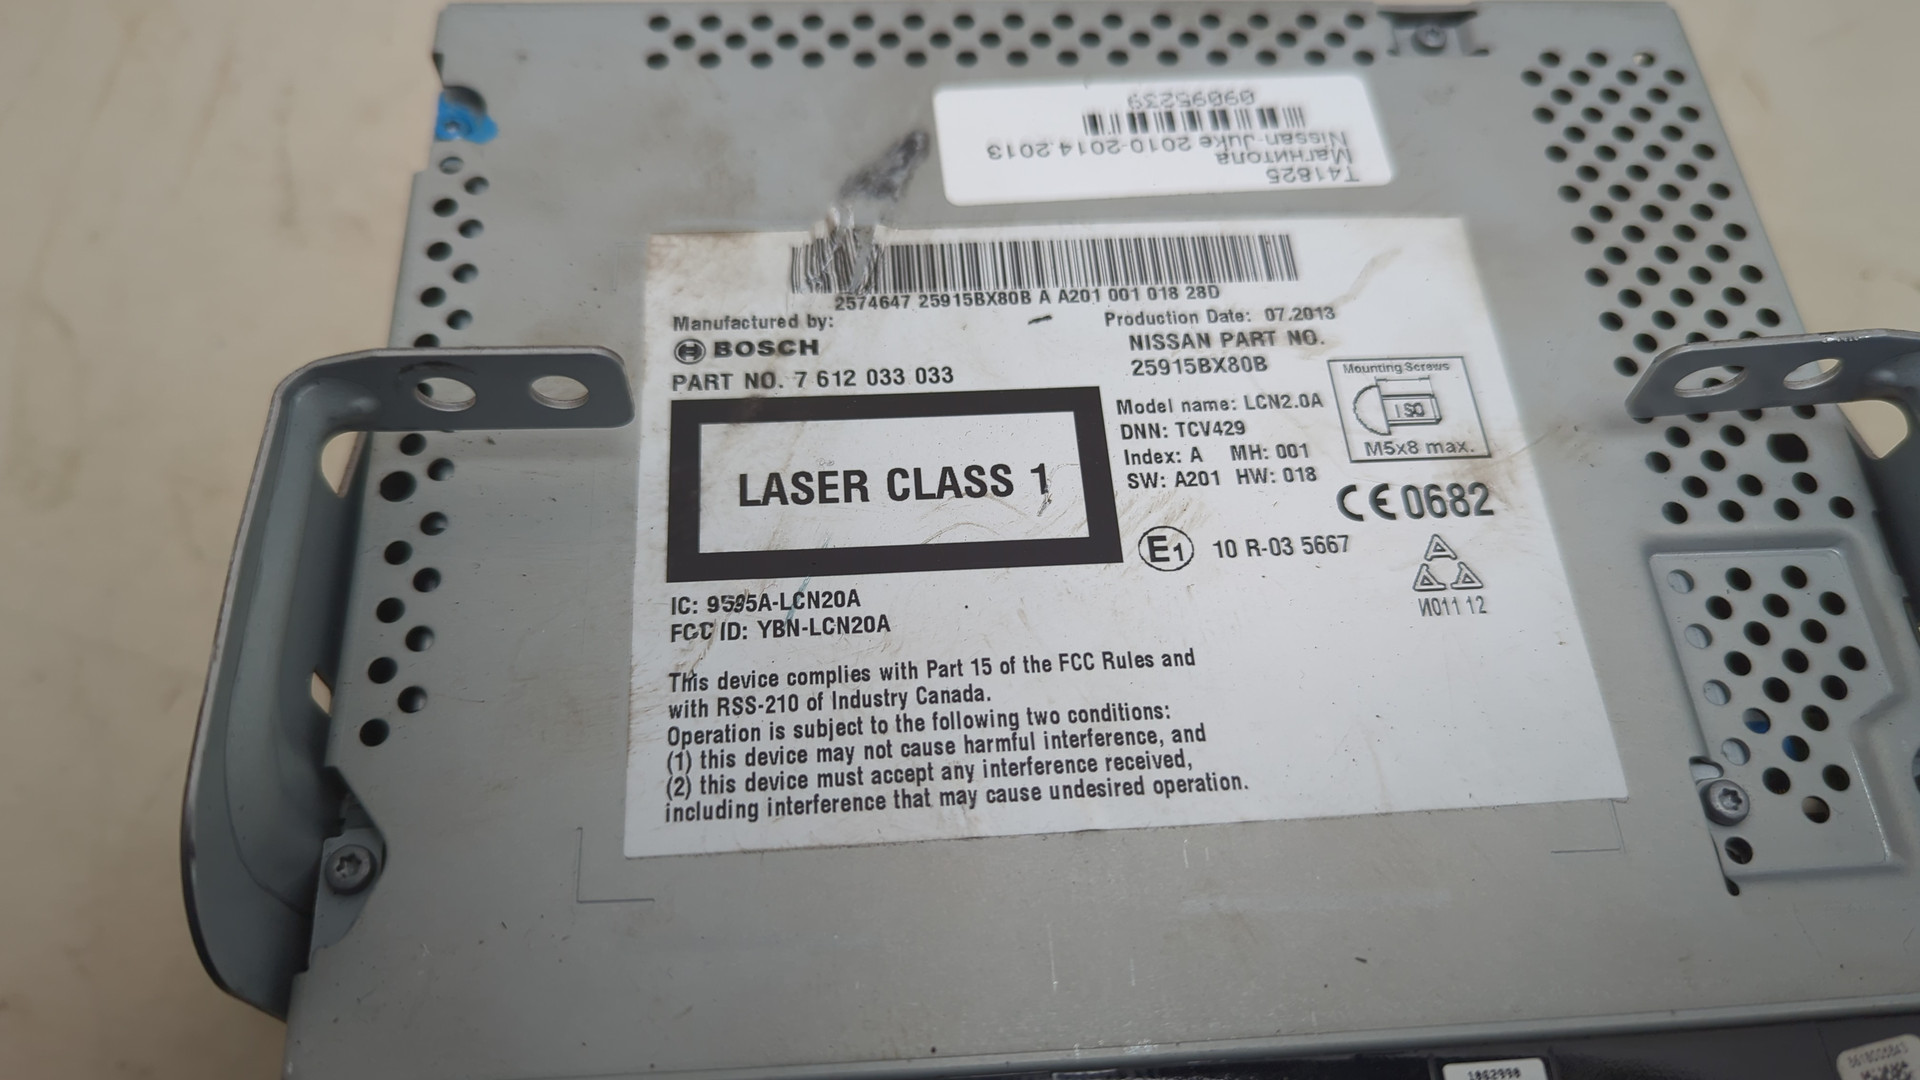 09095239
Nissan-Juke 2010-2014.2013
Магнитола
T41825
2574647 25915BX80B A A201 001 018 28D
Manufactured by:
BOSCH
PART NO. 7 612 033 033
Production Date: 07.2013
NISSAN PART NO.
25915BX80B
LASER CLASS 1
Model name: LCN2.0A
DNN: TCV429
Index: A MH: 001
SW: A201 HW: 018
Mounting Screws
ISO
M5x8 max.
CE0682
E1 10 R-03 5667
И011 12
IC: 9595A-LCN20A
FCC ID: YBN-LCN20A
This device complies with Part 15 of the FCC Rules and
with RSS-210 of Industry Canada.
Operation is subject to the following two conditions:
(1) this device may not cause harmful interference, and
(2) this device must accept any interference received,
including interference that may cause undesired operation.